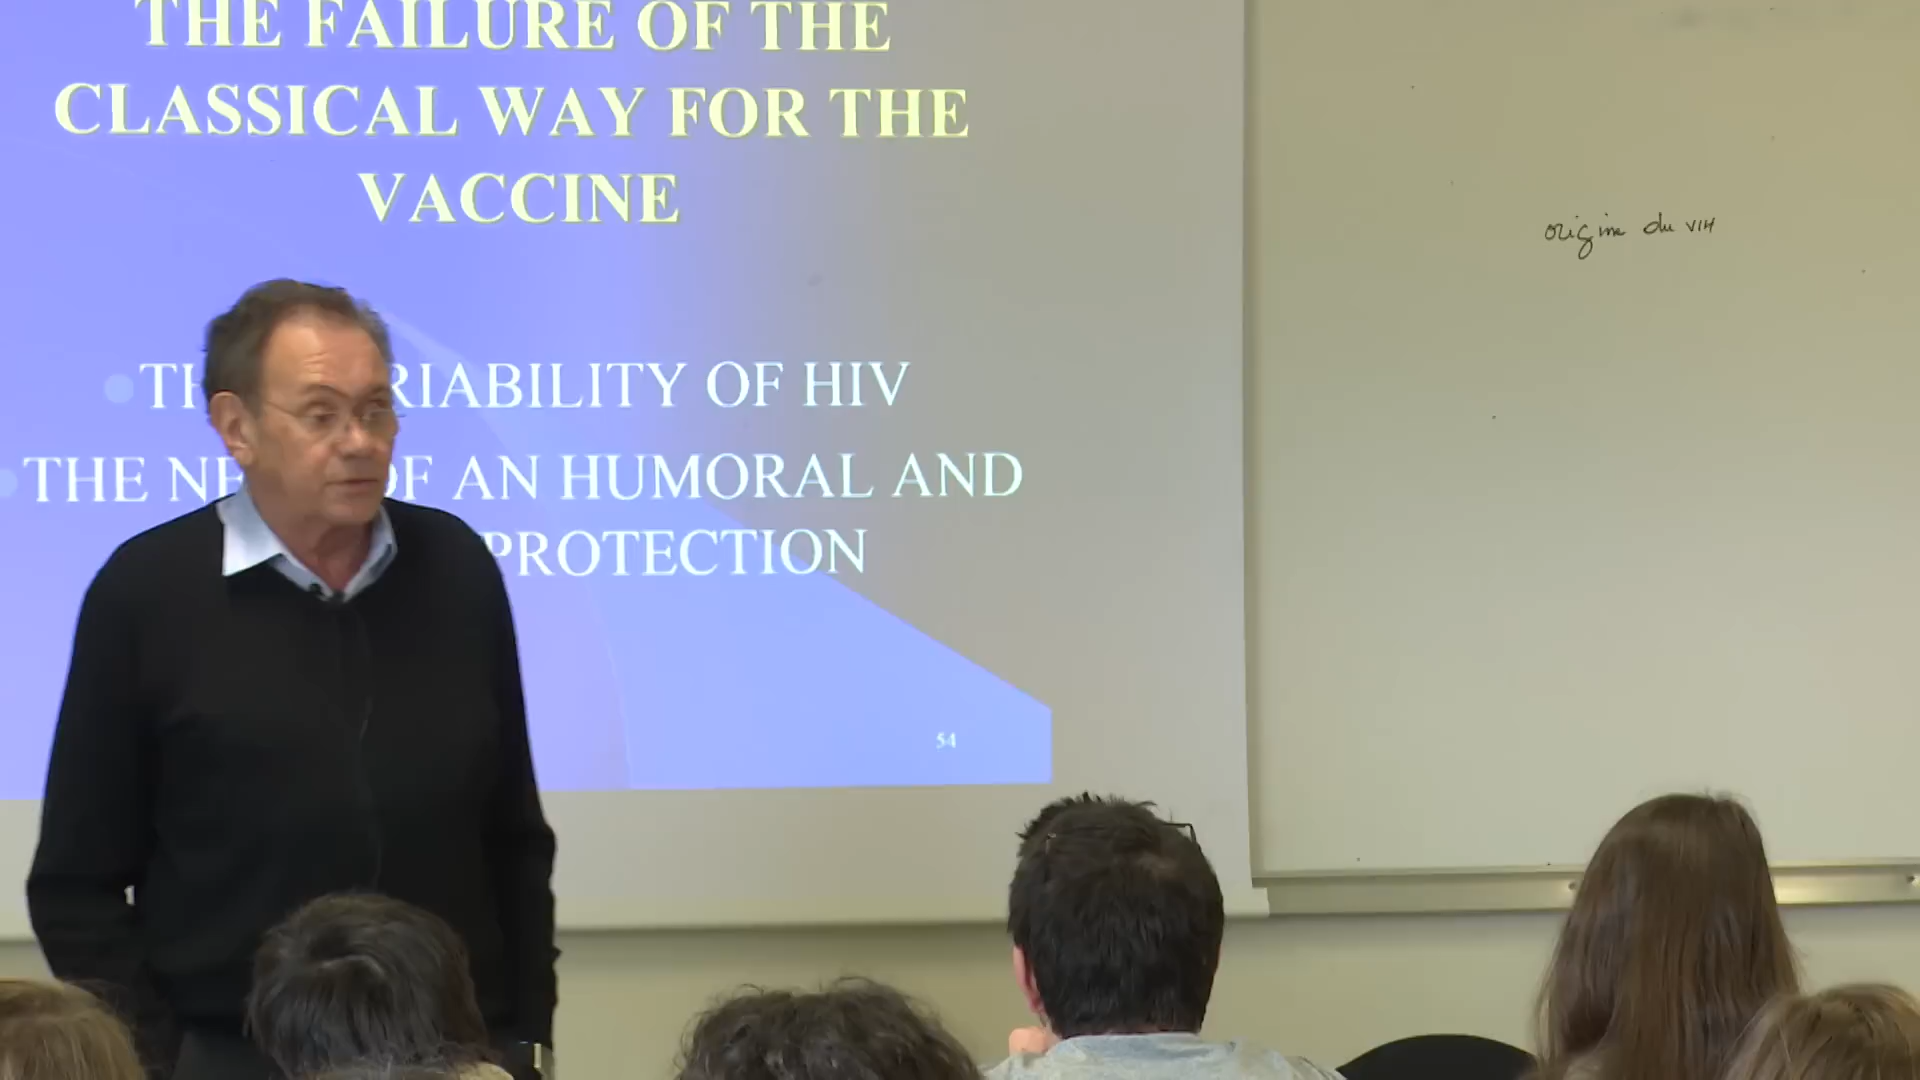 THE FAILURE OF THE
CLASSICAL WAY FOR THE
VACCINE
RIABILITY OF HIV
THE OF AN HUMORAL AND
PROTECTION
54
origine du VIH